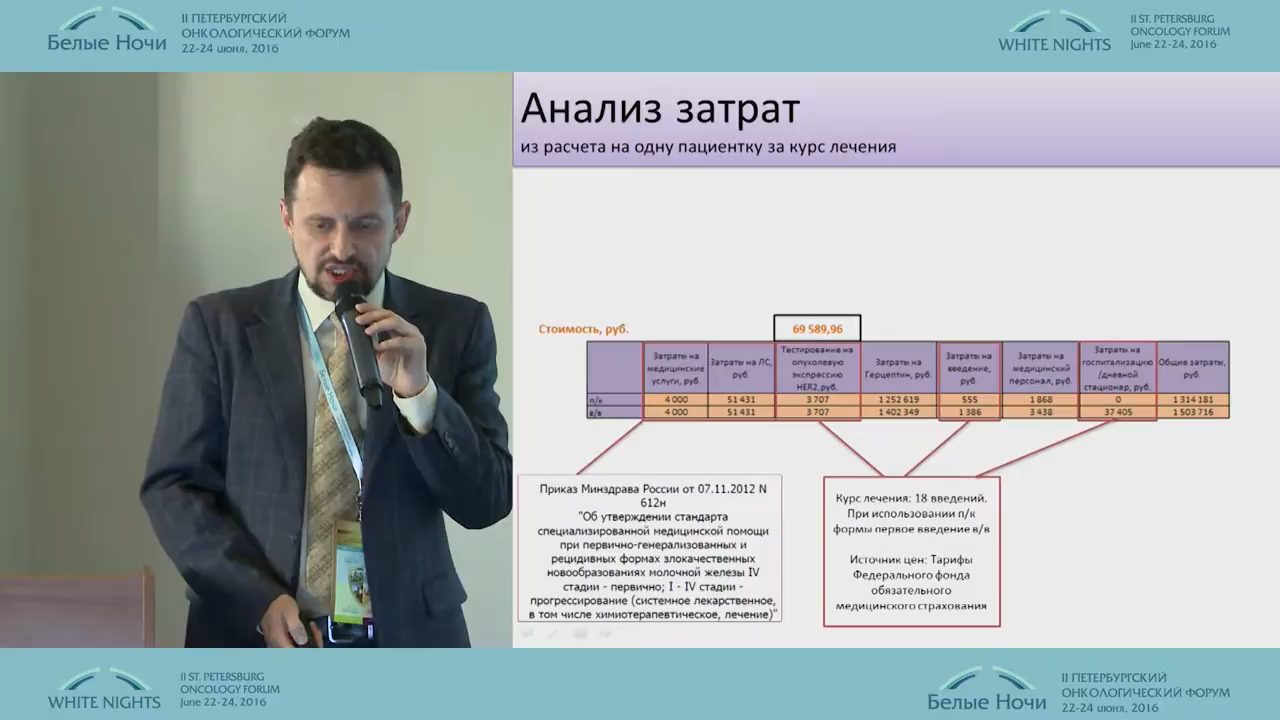 Белые Ночи
II ПЕТЕРБУРГСКИЙ
ОНКОЛОГИЧЕСКИЙ ФОРУМ
22-24 июня, 2016
WHITE NIGHTS
II ST. PETERSBURG
ONCOLOGY FORUM
June 22-24, 2016
Анализ затрат
из расчета на одну пациентку за курс лечения
Стоимость, руб.
69 589,96
Затраты на медицинские услуги, руб.
Затраты на ЛС, руб.
Тестирование на опухолевую экспрессию HER2,руб.
Затраты на Герцептин, руб.
Затраты на введение, руб.
Затраты на медицинский персонал, руб.
Затраты на госпитализацию /дневной стационар, руб.
Общие затраты, руб.
п/к 4 000 51 431 3 707 1 252 619 555 1 868 0 1 314 181
в/в 4 000 51 431 3 707 1 402 349 1 386 3 438 37 405 1 503 716
Приказ Минздрава России от 07.11.2012 N
612н
"Об утверждении стандарта
специализированной медицинской помощи
при первично-генерализованных и
рецидивных формах злокачественных
новообразованиях молочной железы IV
стадии - первично; I - IV стадии -
прогрессирование (системное лекарственное,
в том числе химиотерапевтическое, лечение)"
Курс лечения: 18 введений.
При использовании п/к
формы первое введение в/в
Источник цен: Тарифы
Федерального фонда
обязательного
медицинского страхования
WHITE NIGHTS
II ST. PETERSBURG
ONCOLOGY FORUM
June 22-24, 2016
Белые Ночи
II ПЕТЕРБУРГСКИЙ
ОНКОЛОГИЧЕСКИЙ ФОРУМ
22-24 июня, 2016